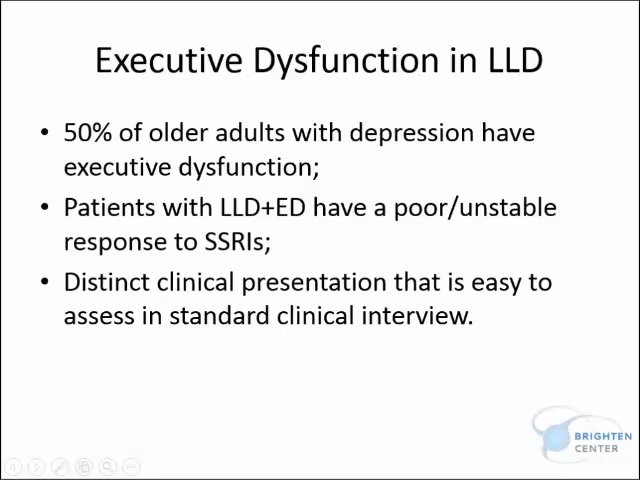 Executive Dysfunction in LLD
• 50% of older adults with depression have
executive dysfunction;
• Patients with LLD+ED have a poor/unstable
response to SSRIs;
• Distinct clinical presentation that is easy to
assess in standard clinical interview.
BRIGHTEN
CENTER